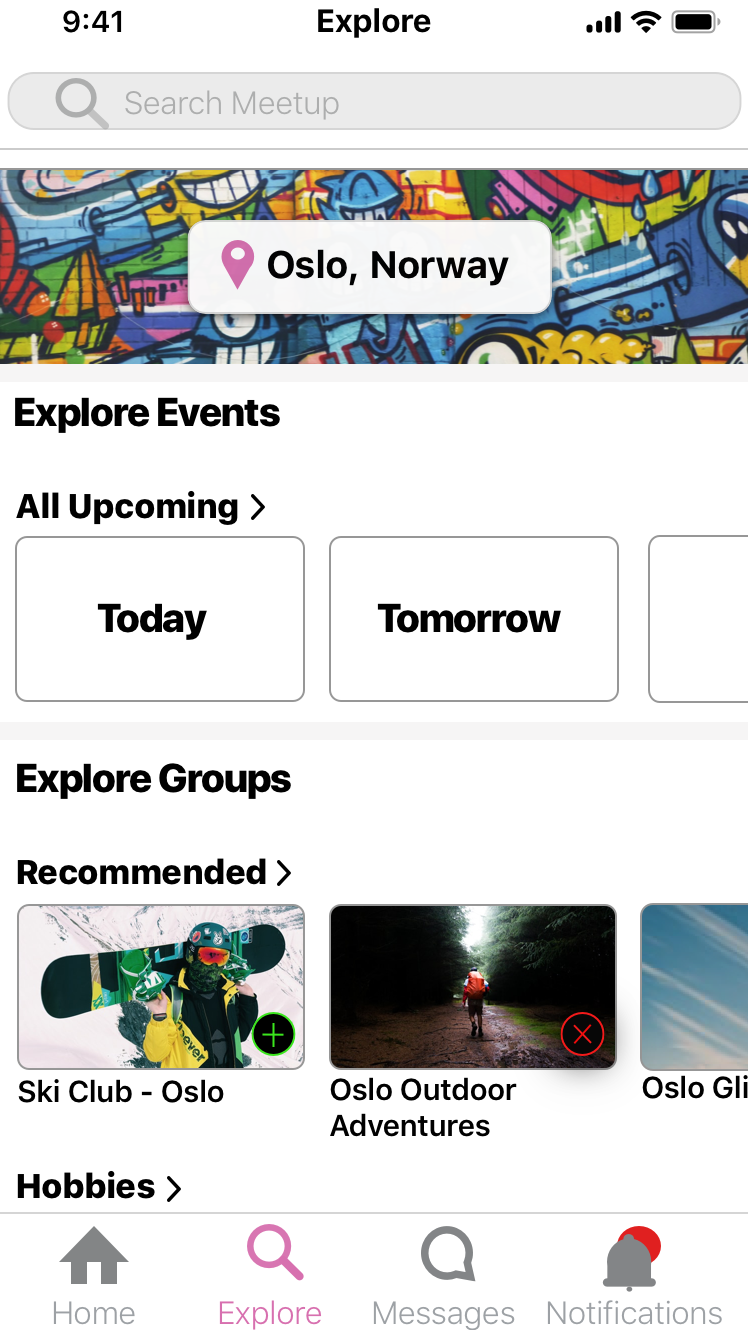 9:41
Explore
Search Meetup
Oslo, Norway
Explore Events
All Upcoming
Today
Tomorrow
Explore Groups
Recommended
Ski Club - Oslo
Oslo Outdoor
Adventures
Oslo Gli
Hobbies
Home
Explore
Messages
Notifications